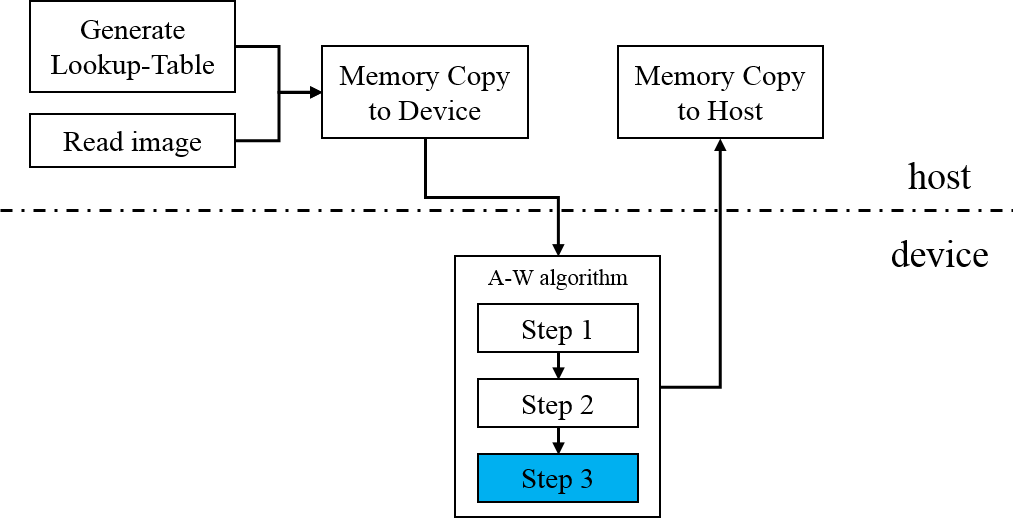 Generate
Lookup-Table
Read image
Memory Copy
to Device
Memory Copy
to Host
host
device
A-W algorithm
Step 1
Step 2
Step 3